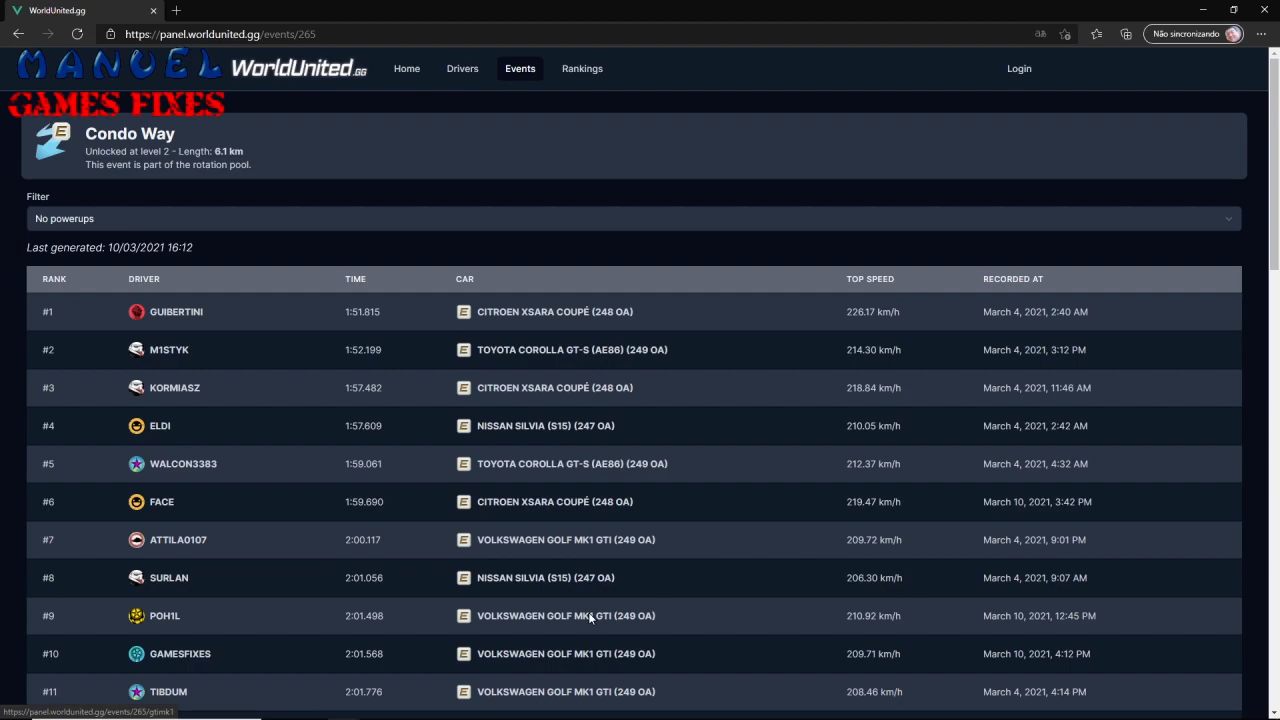 WorldUnited.gg
https://panel.worldunited.gg/events/265
Não sincronizando
MANUEL
GAMES FIXES
WORLDUNITED.GG
Home
Drivers
Events
Rankings
Login
E
Condo Way
Unlocked at level 2 - Length: 6.1 km
This event is part of the rotation pool.
Filter
No powerups
Last generated: 10/03/2021 16:12
RANK DRIVER TIME CAR TOP SPEED RECORDED AT
#1 GUIBERTINI 1:51.815 E CITROEN XSARA COUPÉ (248 OA) 226.17 km/h March 4, 2021, 2:40 AM
#2 M1STYK 1:52.199 E TOYOTA COROLLA GT-S (AE86) (249 OA) 214.30 km/h March 4, 2021, 3:12 PM
#3 KORMIASZ 1:57.482 E CITROEN XSARA COUPÉ (248 OA) 218.84 km/h March 4, 2021, 11:46 AM
#4 ELDI 1:57.609 E NISSAN SILVIA (S15) (247 OA) 210.05 km/h March 4, 2021, 2:42 AM
#5 WALCON3383 1:59.061 E TOYOTA COROLLA GT-S (AE86) (249 OA) 212.37 km/h March 4, 2021, 4:32 AM
#6 FACE 1:59.690 E CITROEN XSARA COUPÉ (248 OA) 219.47 km/h March 10, 2021, 3:42 PM
#7 ATTILA0107 2:00.117 E VOLKSWAGEN GOLF MK1 GTI (249 OA) 209.72 km/h March 4, 2021, 9:01 PM
#8 SURLAN 2:01.056 E NISSAN SILVIA (S15) (247 OA) 206.30 km/h March 4, 2021, 9:07 AM
#9 POH1L 2:01.498 E VOLKSWAGEN GOLF MK1 GTI (249 OA) 210.92 km/h March 10, 2021, 12:45 PM
#10 GAMESFIXES 2:01.568 E VOLKSWAGEN GOLF MK1 GTI (249 OA) 209.71 km/h March 10, 2021, 4:12 PM
#11 TIBDUM 2:01.776 E VOLKSWAGEN GOLF MK1 GTI (249 OA) 208.46 km/h March 4, 2021, 4:14 PM
https://panel.worldunited.gg/events/265/gtimk1